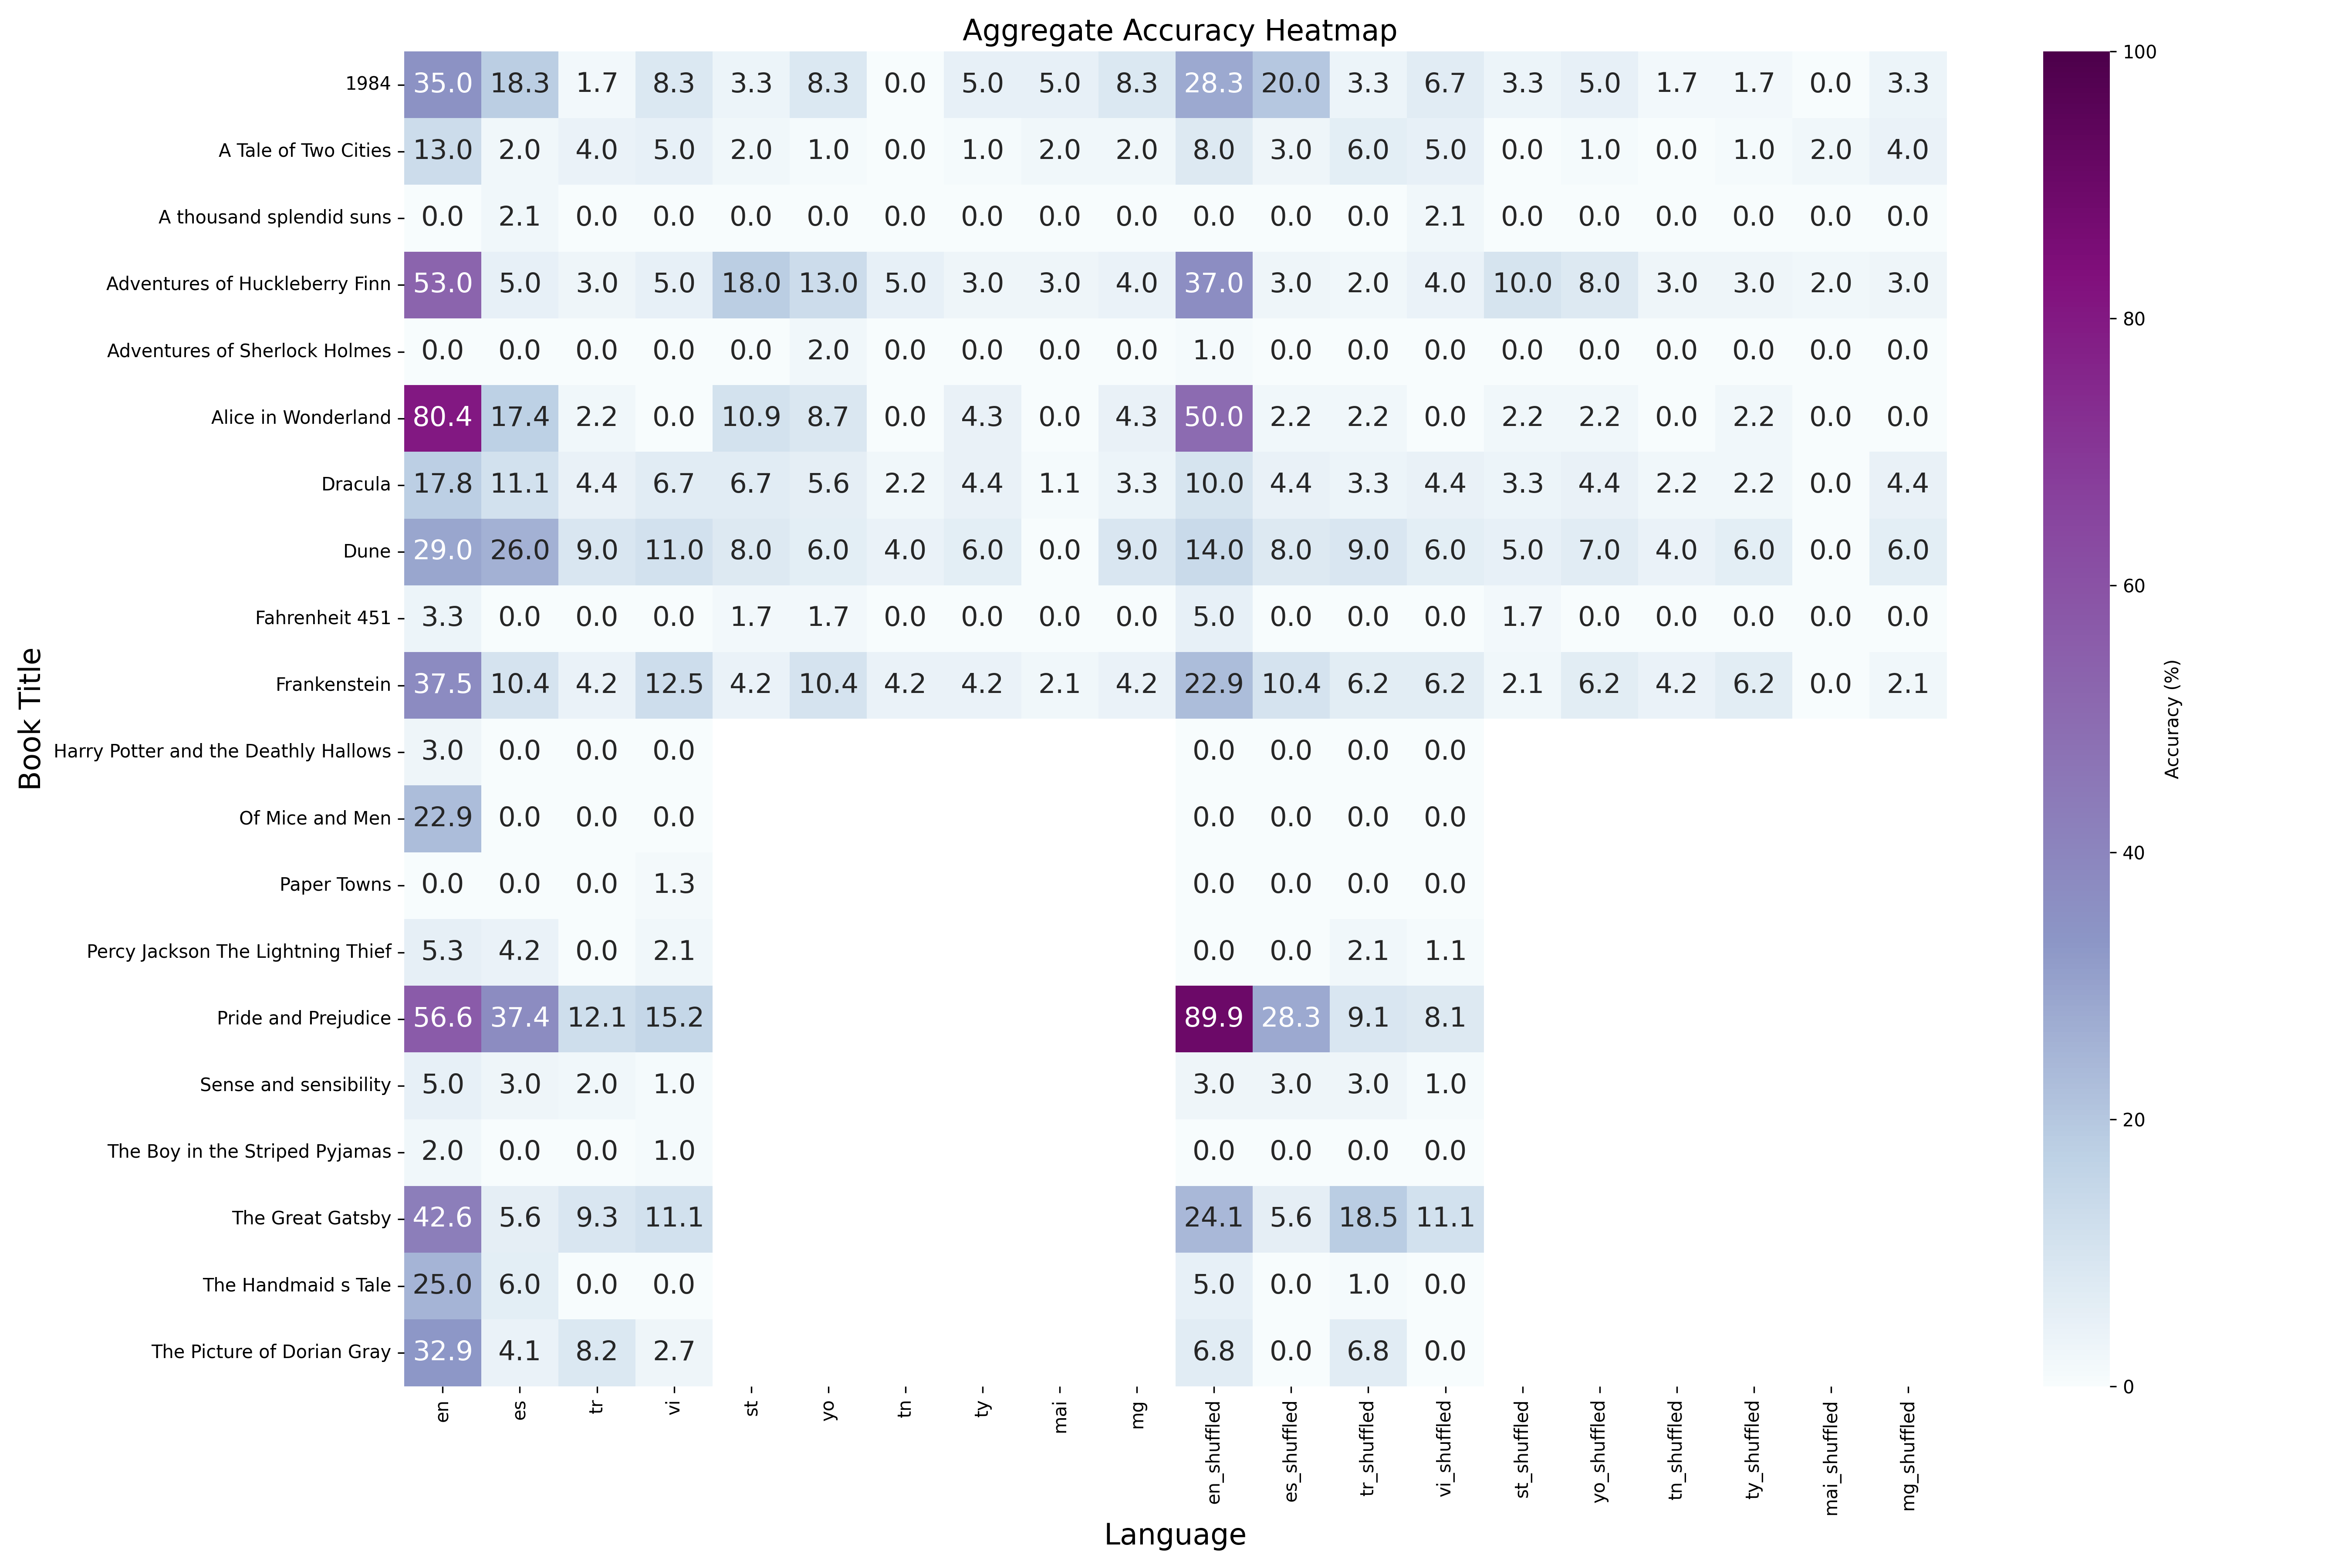 Aggregate Accuracy Heatmap
1984 35.0 18.3 1.7 8.3 3.3 8.3 0.0 5.0 5.0 8.3 28.3 20.0 3.3 6.7 3.3 5.0 1.7 1.7 0.0 3.3
A Tale of Two Cities 13.0 2.0 4.0 5.0 2.0 1.0 0.0 1.0 2.0 2.0 8.0 3.0 6.0 5.0 0.0 1.0 0.0 1.0 2.0 4.0
A thousand splendid suns 0.0 2.1 0.0 0.0 0.0 0.0 0.0 0.0 0.0 0.0 0.0 0.0 0.0 2.1 0.0 0.0 0.0 0.0 0.0 0.0
Adventures of Huckleberry Finn 53.0 5.0 3.0 5.0 18.0 13.0 5.0 3.0 3.0 4.0 37.0 3.0 2.0 4.0 10.0 8.0 3.0 3.0 2.0 3.0
Adventures of Sherlock Holmes 0.0 0.0 0.0 0.0 0.0 2.0 0.0 0.0 0.0 0.0 1.0 0.0 0.0 0.0 0.0 0.0 0.0 0.0 0.0 0.0
Alice in Wonderland 80.4 17.4 2.2 0.0 10.9 8.7 0.0 4.3 0.0 4.3 50.0 2.2 2.2 0.0 2.2 2.2 0.0 2.2 0.0 0.0
Dracula 17.8 11.1 4.4 6.7 6.7 5.6 2.2 4.4 1.1 3.3 10.0 4.4 3.3 4.4 3.3 4.4 2.2 2.2 0.0 4.4
Dune 29.0 26.0 9.0 11.0 8.0 6.0 4.0 6.0 0.0 9.0 14.0 8.0 9.0 6.0 5.0 7.0 4.0 6.0 0.0 6.0
Fahrenheit 451 3.3 0.0 0.0 0.0 1.7 1.7 0.0 0.0 0.0 0.0 5.0 0.0 0.0 0.0 1.7 0.0 0.0 0.0 0.0 0.0
Frankenstein 37.5 10.4 4.2 12.5 4.2 10.4 4.2 4.2 2.1 4.2 22.9 10.4 6.2 6.2 2.1 6.2 4.2 6.2 0.0 2.1
Harry Potter and the Deathly Hallows 3.0 0.0 0.0 0.0 0.0 0.0 0.0 0.0
Of Mice and Men 22.9 0.0 0.0 0.0 0.0 0.0 0.0 0.0
Paper Towns 0.0 0.0 0.0 1.3 0.0 0.0 0.0 0.0
Percy Jackson The Lightning Thief 5.3 4.2 0.0 2.1 0.0 0.0 2.1 1.1
Pride and Prejudice 56.6 37.4 12.1 15.2 89.9 28.3 9.1 8.1
Sense and sensibility 5.0 3.0 2.0 1.0 3.0 3.0 3.0 1.0
The Boy in the Striped Pyjamas 2.0 0.0 0.0 1.0 0.0 0.0 0.0 0.0
The Great Gatsby 42.6 5.6 9.3 11.1 24.1 5.6 18.5 11.1
The Handmaid s Tale 25.0 6.0 0.0 0.0 5.0 0.0 1.0 0.0
The Picture of Dorian Gray 32.9 4.1 8.2 2.7 6.8 0.0 6.8 0.0
en es tr vi st yo tn ty mai mg en_shuffled es_shuffled tr_shuffled vi_shuffled st_shuffled yo_shuffled tn_shuffled ty_shuffled mai_shuffled mg_shuffled
Language
Book Title
100
80
60
40
20
0
Accuracy (%)